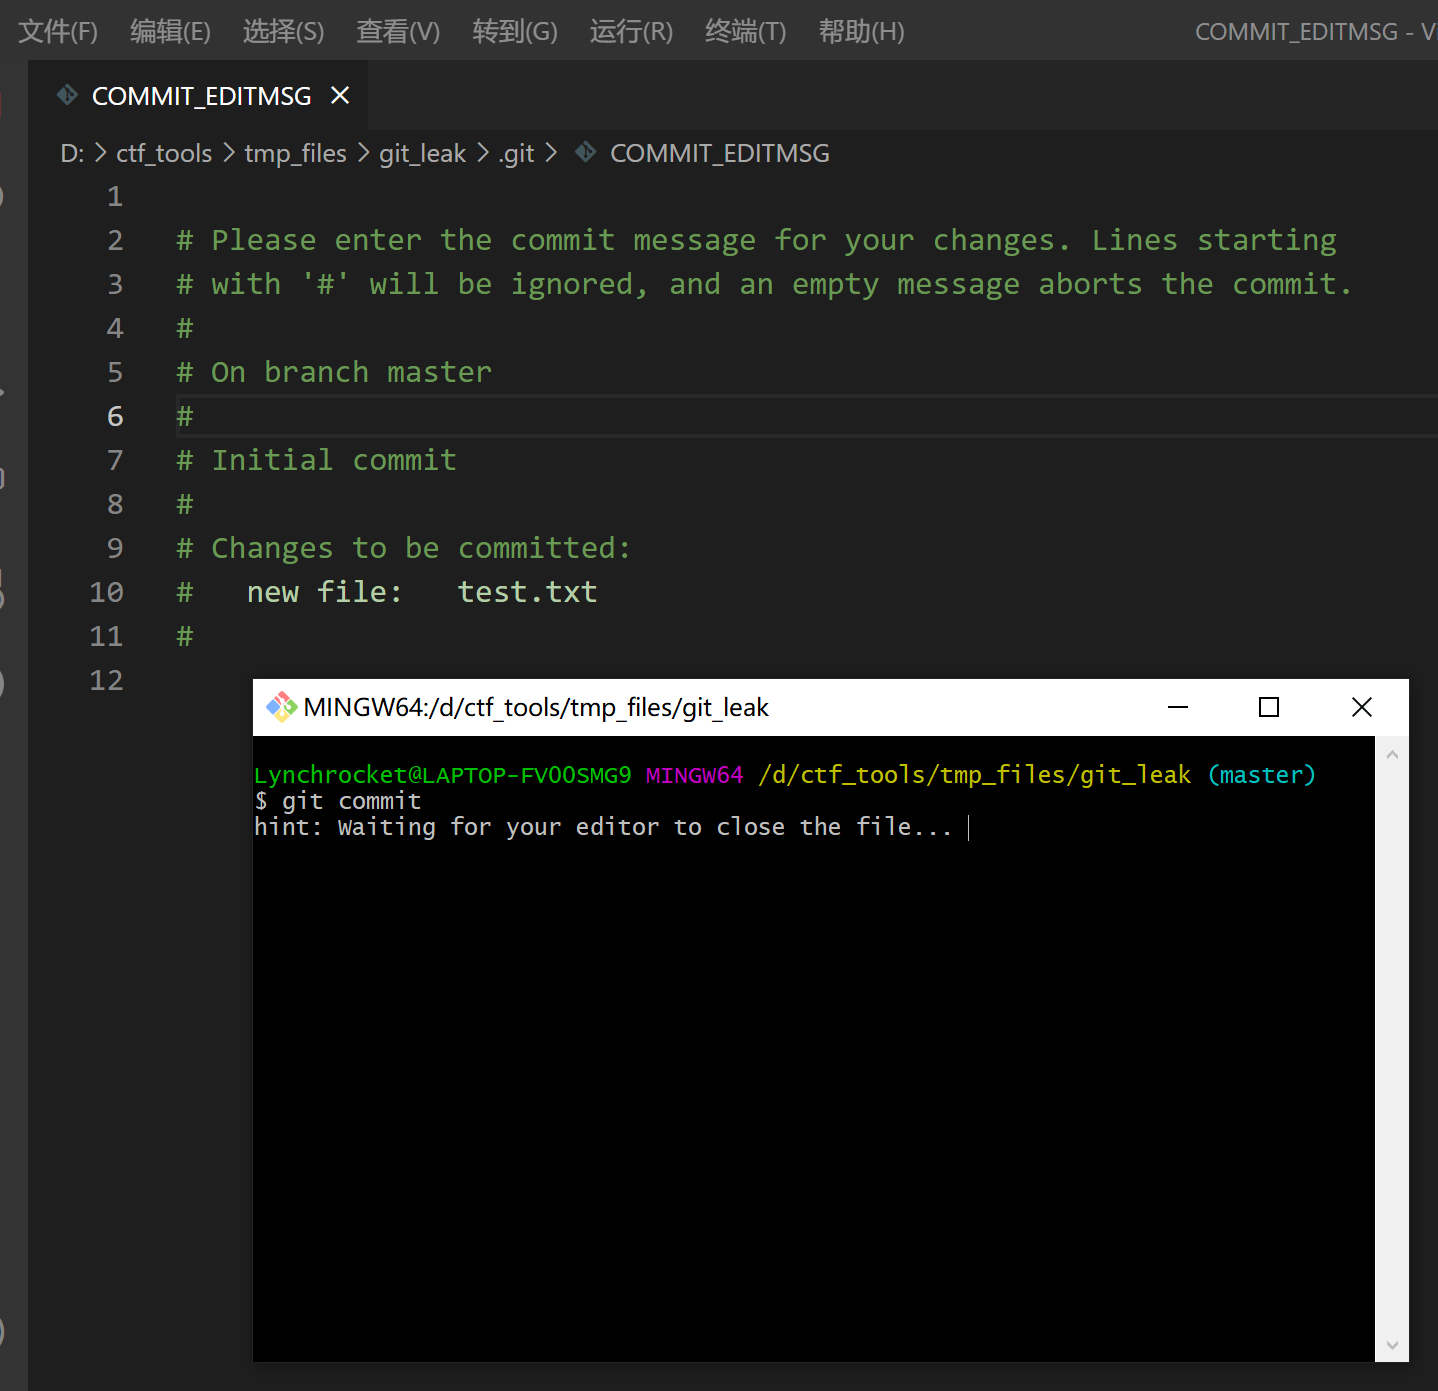 文件(F) 编辑(E) 选择(S) 查看(V) 转到(G) 运行(R) 终端(T) 帮助(H) COMMIT_EDITMSG - Vi
COMMIT_EDITMSG
D: > ctf_tools > tmp_files > git_leak > .git > COMMIT_EDITMSG
1
2 # Please enter the commit message for your changes. Lines starting
3 # with '#' will be ignored, and an empty message aborts the commit.
4 #
5 # On branch master
6 #
7 # Initial commit
8 #
9 # Changes to be committed:
10 # new file: test.txt
11 #
12
MINGW64:/d/ctf_tools/tmp_files/git_leak
Lynchrocket@LAPTOP-FVOOSMG9 MINGW64 /d/ctf_tools/tmp_files/git_leak (master)
$ git commit
hint: Waiting for your editor to close the file...